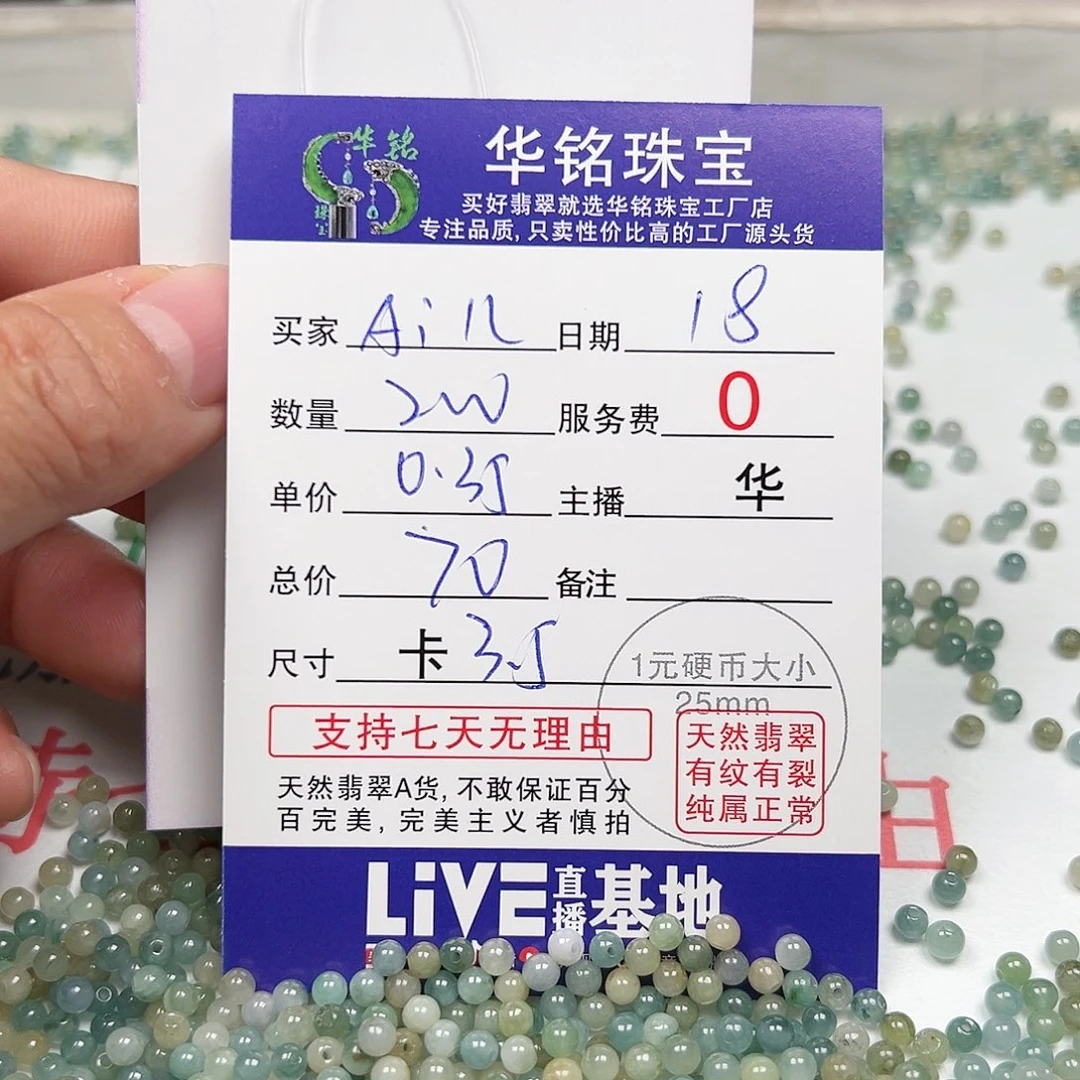 华铭
华铭珠宝
买好翡翠就选华铭珠宝工厂店
专注品质,只卖性价比高的工厂源头货
买家 日期 18
数量 200 服务费 0
单价 0.35 主播 华
总价 70 备注
尺寸 卡 3.5
1元硬币大小
25mm
支持七天无理由
天然翡翠
有纹有裂
纯属正常
天然翡翠A货,不敢保证百分
百完美,完美主义者慎拍
LiVE直播基地